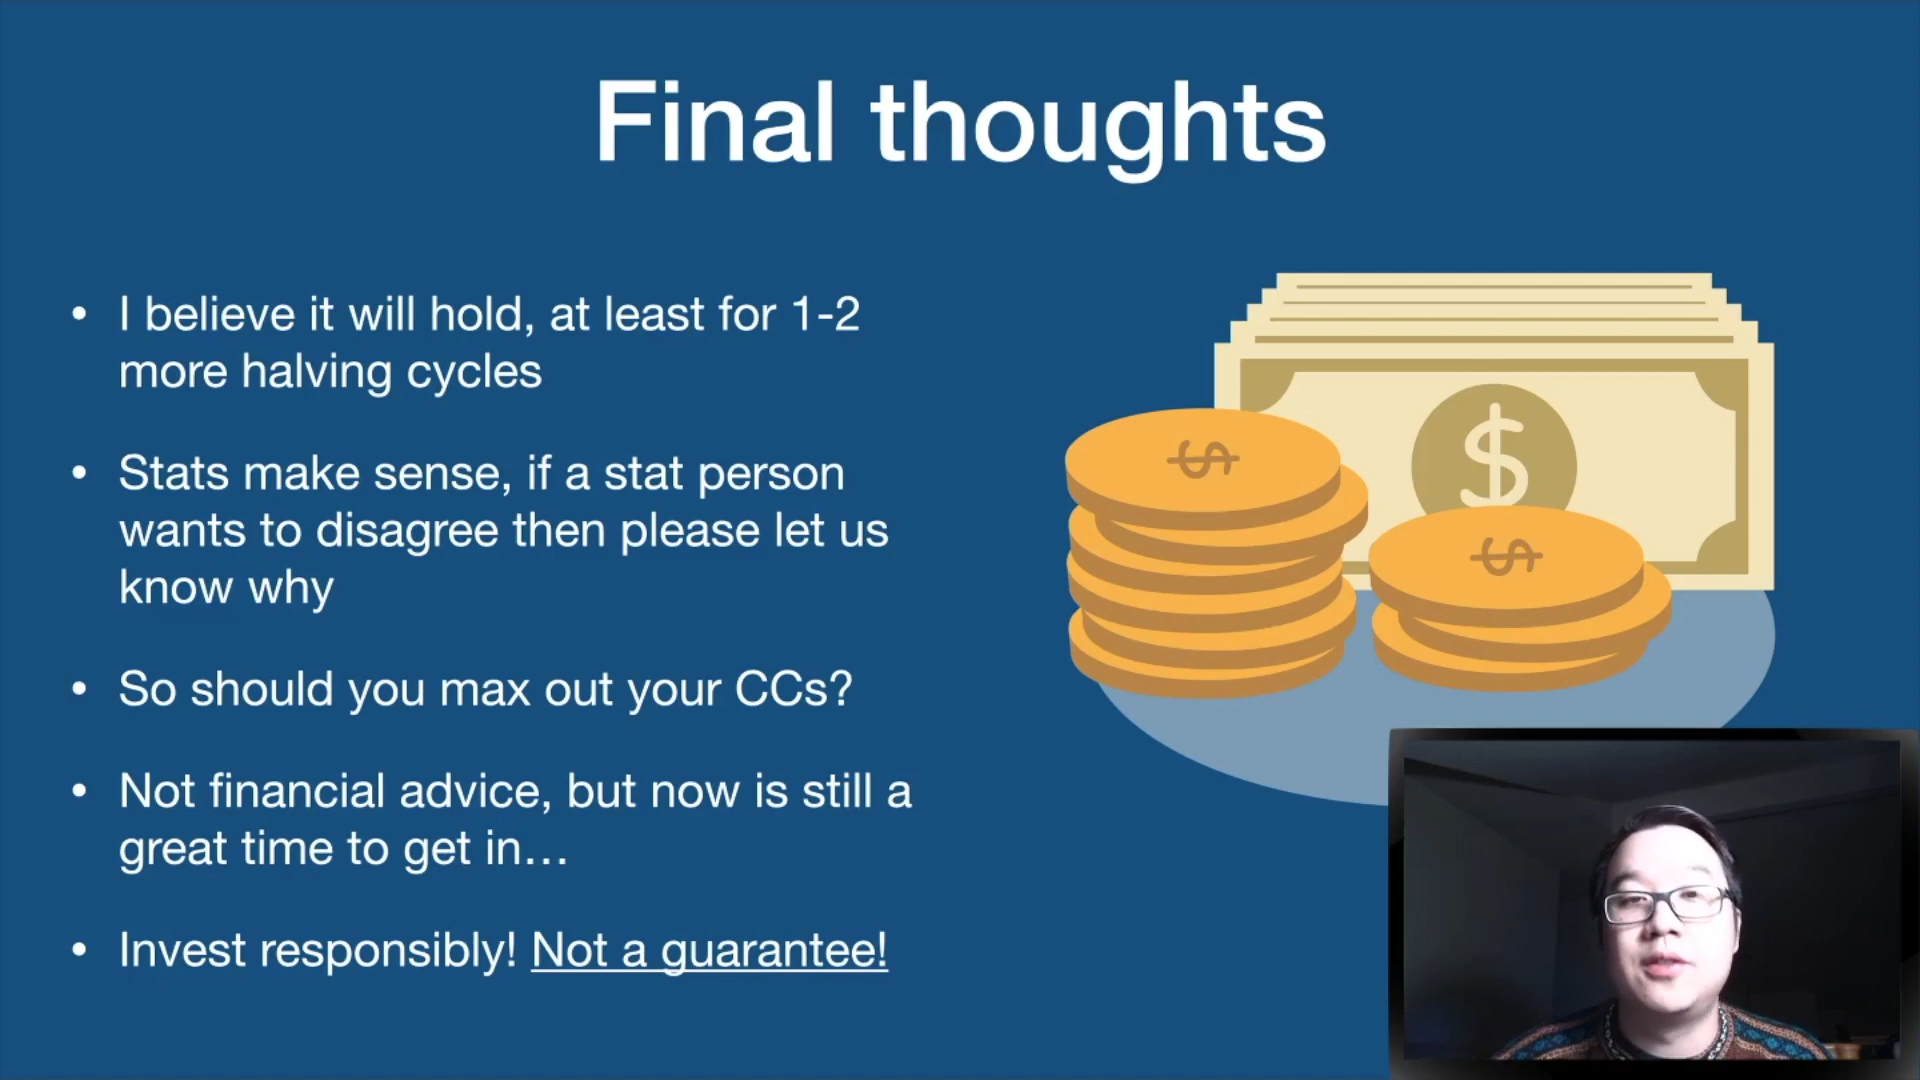 Final thoughts
• I believe it will hold, at least for 1-2
more halving cycles
• Stats make sense, if a stat person
wants to disagree then please let us
know why
• So should you max out your CCs?
• Not financial advice, but now is still a
great time to get in…
• Invest responsibly! Not a guarantee!
$
$
$